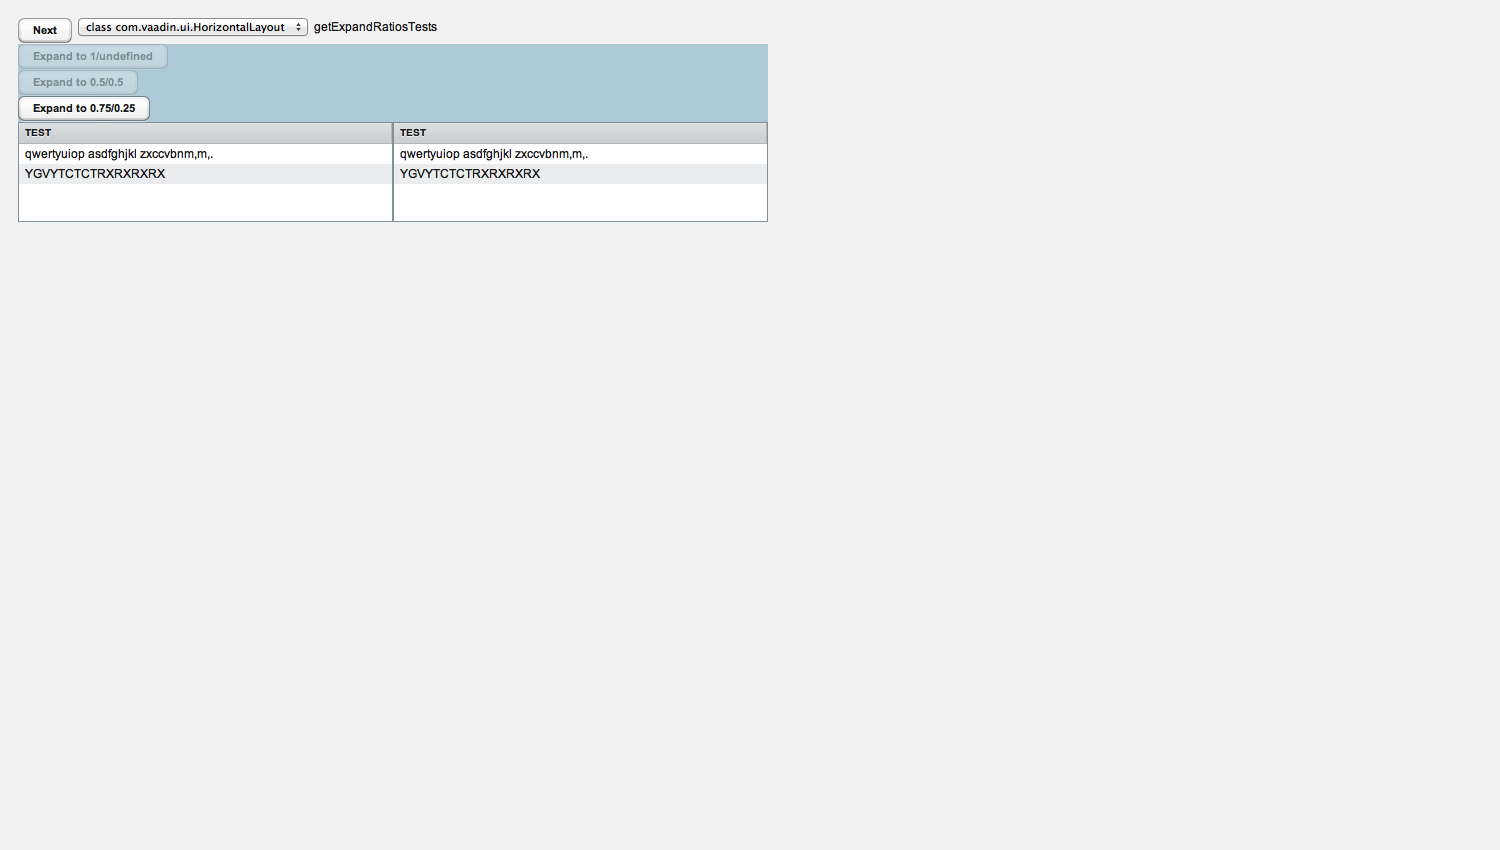 Next class com.vaadin.ui.HorizontalLayout getExpandRatiosTests
Expand to 1/undefined
Expand to 0.5/0.5
Expand to 0.75/0.25
TEST TEST
qwertyuiop asdfghjkl zxccvbnm,m,. qwertyuiop asdfghjkl zxccvbnm,m,.
YGVYTCTCTRXRXRXRX YGVYTCTCTRXRXRXRX